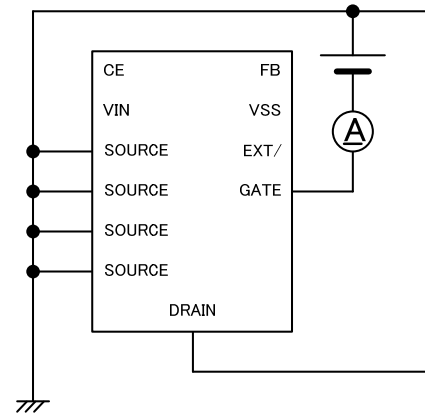 CE FB
VIN VSS
SOURCE EXT/
SOURCE GATE
SOURCE
SOURCE
DRAIN
A